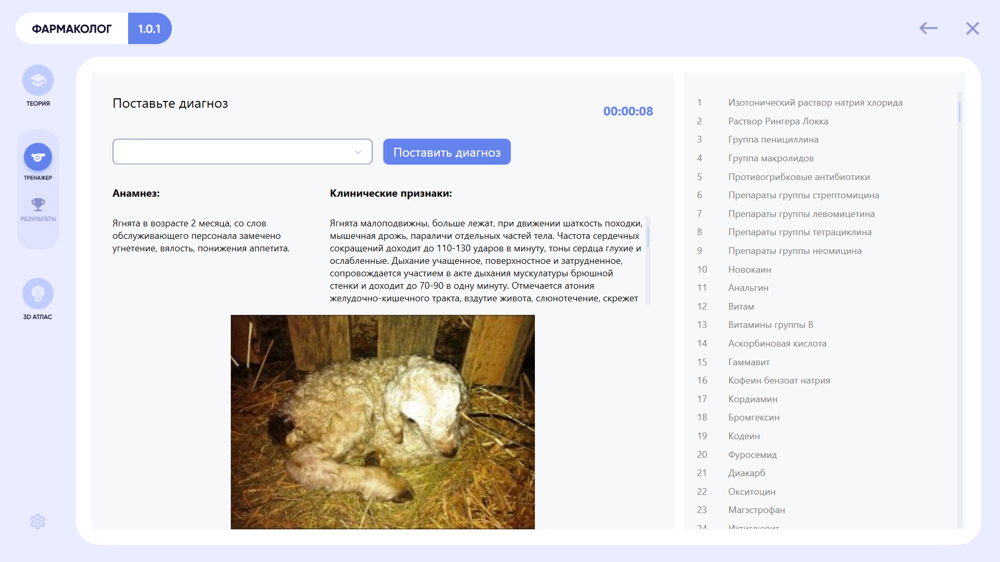 ФАРМАКОЛОГ 1.0.1
ТЕОРИЯ
ТРЕНАЖЕР
РЕЗУЛЬТАТЫ
3D АТЛАС
Поставьте диагноз
00:00:08
Поставить диагноз
Анамнез:
Ягнята в возрасте 2 месяца, со слов
обслуживающего персонала замечено
угнетение, вялость, понижения аппетита.
Клинические признаки:
Ягнята малоподвижны, больше лежат, при движении шаткость походки,
мышечная дрожь, параличи отдельных частей тела. Частота сердечных
сокращений доходит до 110-130 ударов в минуту, тоны сердца глухие и
ослабленные. Дыхание учащенное, поверхностное и затрудненное,
сопровождается участием в акте дыхания мускулатуры брюшной
стенки и доходит до 70-90 в одну минуту. Отмечается атония
желудочно-кишечного тракта, вздутие живота, слюнотечение, скрежет
1 Изотонический раствор натрия хлорида
2 Раствор Рингера Локка
3 Группа пенициллина
4 Группа макролидов
5 Противогрибковые антибиотики
6 Препараты группы стрептомицина
7 Препараты группы левомицетина
8 Препараты группы тетрациклина
9 Препараты группы неомицина
10 Новокаин
11 Анальгин
12 Витам
13 Витамины группы В
14 Аскорбиновая кислота
15 Гаммавит
16 Кофеин бензоат натрия
17 Кордиамин
18 Бромгексин
19 Кодеин
20 Фуросемид
21 Диакарб
22 Окситоцин
23 Магэстрофан
24